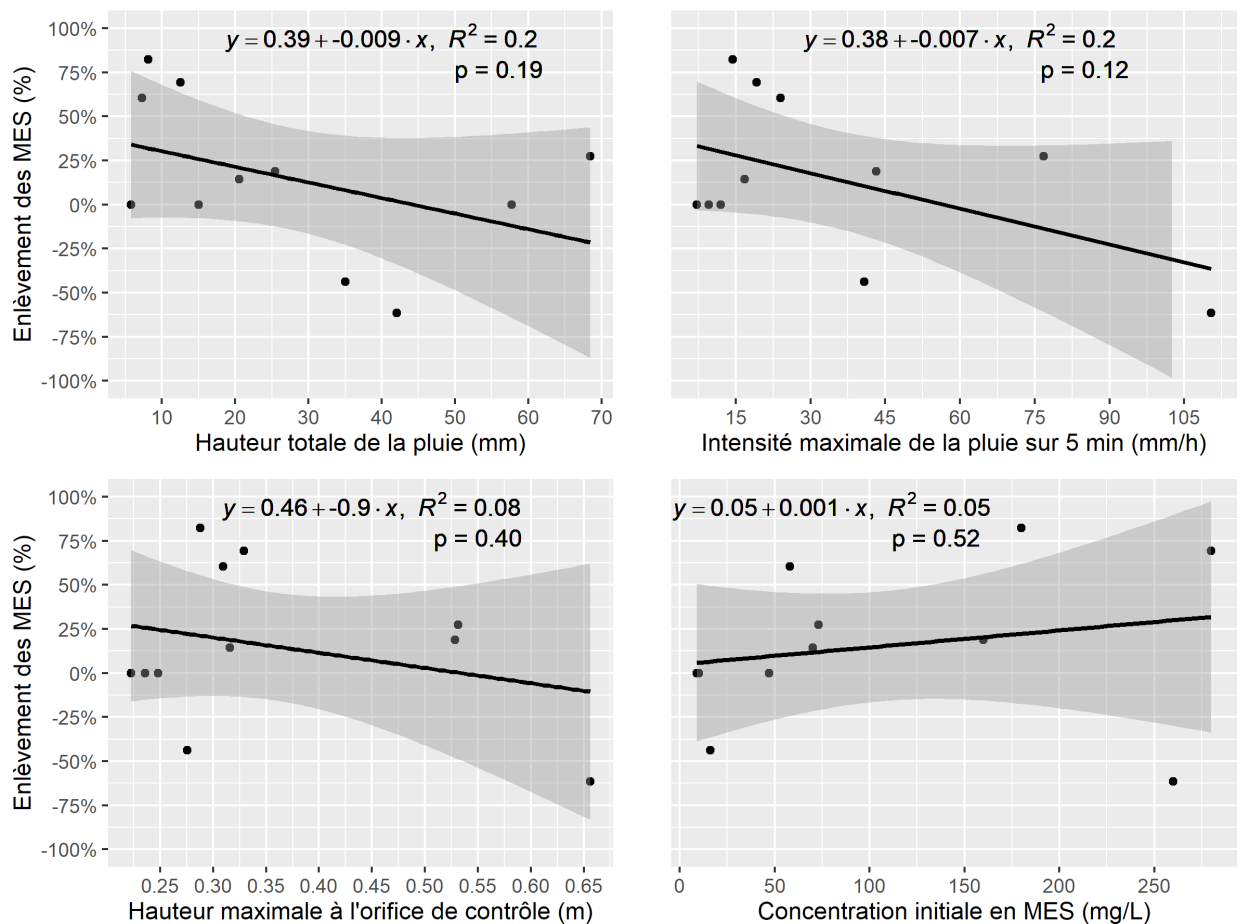 y = 0.39 + -0.009 · x, R² = 0.2
p = 0.19
Enlèvement des MES (%)
100%
75%
50%
25%
0%
-25%
-50%
-75%
-100%
10 20 30 40 50 60 70
Hauteur totale de la pluie (mm)
y = 0.38 + -0.007 · x, R² = 0.2
p = 0.12
15 30 45 60 75 90 105
Intensité maximale de la pluie sur 5 min (mm/h)
y = 0.46 + -0.9 · x, R² = 0.08
p = 0.40
Enlèvement des MES (%)
100%
75%
50%
25%
0%
-25%
-50%
-75%
-100%
0.25 0.30 0.35 0.40 0.45 0.50 0.55 0.60 0.65
Hauteur maximale à l'orifice de contrôle (m)
y = 0.05 + 0.001 · x, R² = 0.05
p = 0.52
0 50 100 150 200 250
Concentration initiale en MES (mg/L)